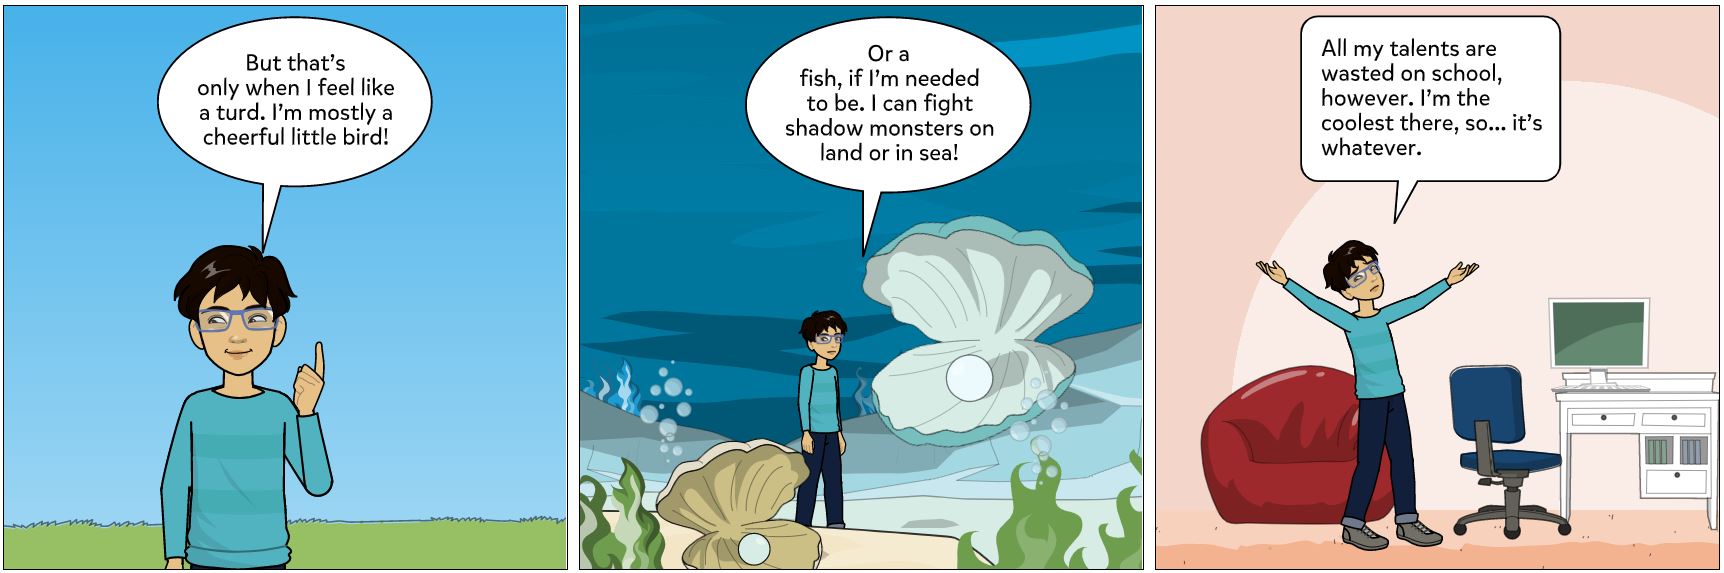 But that's
only when I feel like
a turd. I'm mostly a
cheerful little bird!
Or a
fish, if I'm needed
to be. I can fight
shadow monsters on
land or in sea!
All my talents are
wasted on school,
however. I'm the
coolest there, so... it's
whatever.